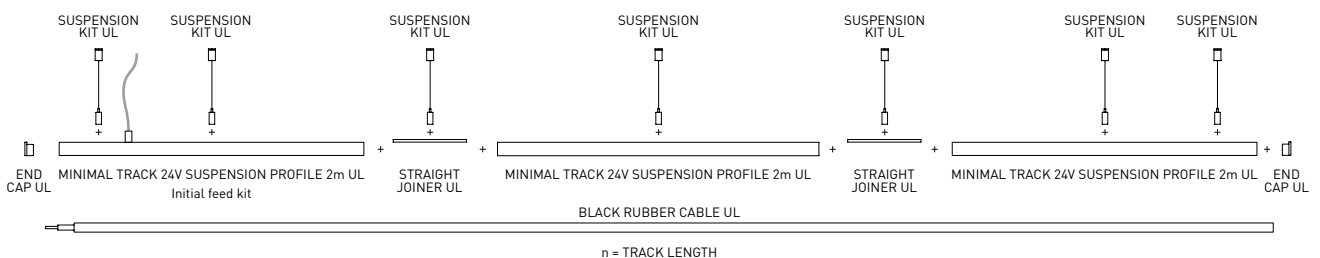 SUSPENSION
KIT UL
SUSPENSION
KIT UL
SUSPENSION
KIT UL
SUSPENSION
KIT UL
SUSPENSION
KIT UL
SUSPENSION
KIT UL
SUSPENSION
KIT UL
+
+
+
+
+
+
+
+
+
+
+
+
END
CAP UL
MINIMAL TRACK 24V SUSPENSION PROFILE 2m UL
Initial feed kit
STRAIGHT
JOINER UL
MINIMAL TRACK 24V SUSPENSION PROFILE 2m UL
STRAIGHT
JOINER UL
MINIMAL TRACK 24V SUSPENSION PROFILE 2m UL
END
CAP UL
BLACK RUBBER CABLE UL
n = TRACK LENGTH